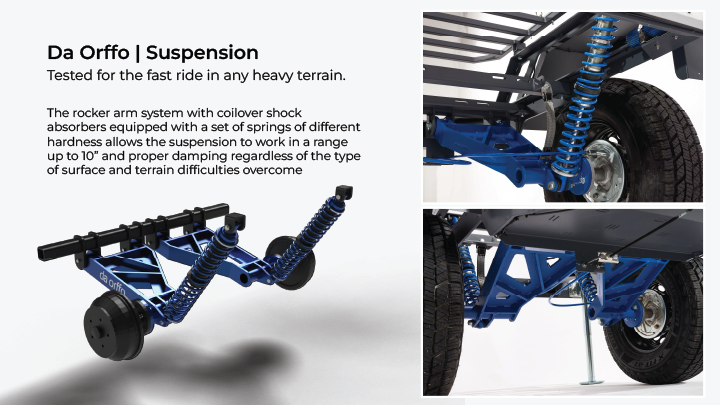 Da Orffo | Suspension
Tested for the fast ride in any heavy terrain.
The rocker arm system with coilover shock
absorbers equipped with a set of springs of different
hardness allows the suspension to work in a range
up to 10” and proper damping regardless of the type
of surface and terrain difficulties overcome
da orffo